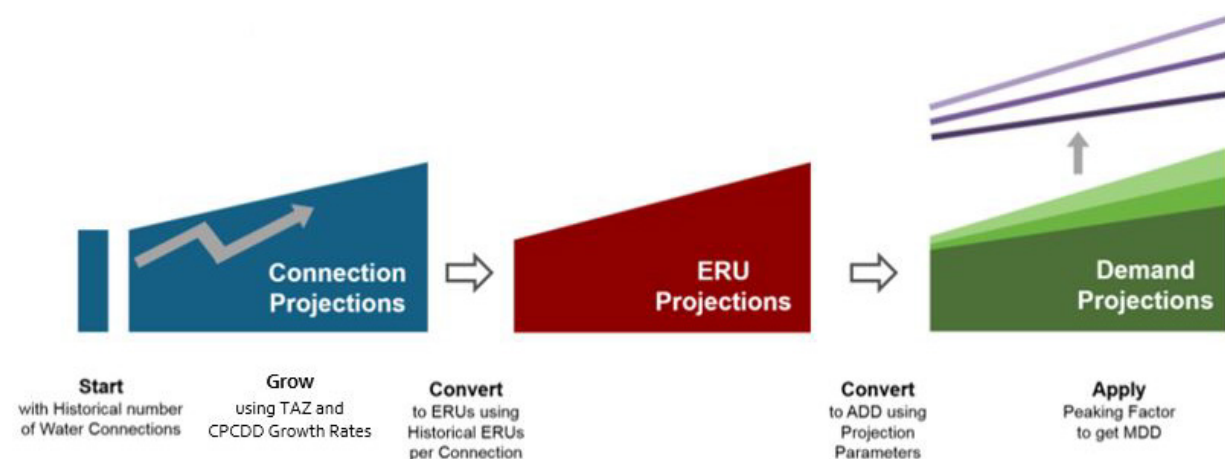 Connection
Projections
ERU
Projections
Demand
Projections
Start
with Historical number
of Water Connections
Grow
using TAZ and
CPCDD Growth Rates
Convert
to ERUs using
Historical ERUs
per Connection
Convert
to ADD using
Projection
Parameters
Apply
Peaking Factor
to get MDD